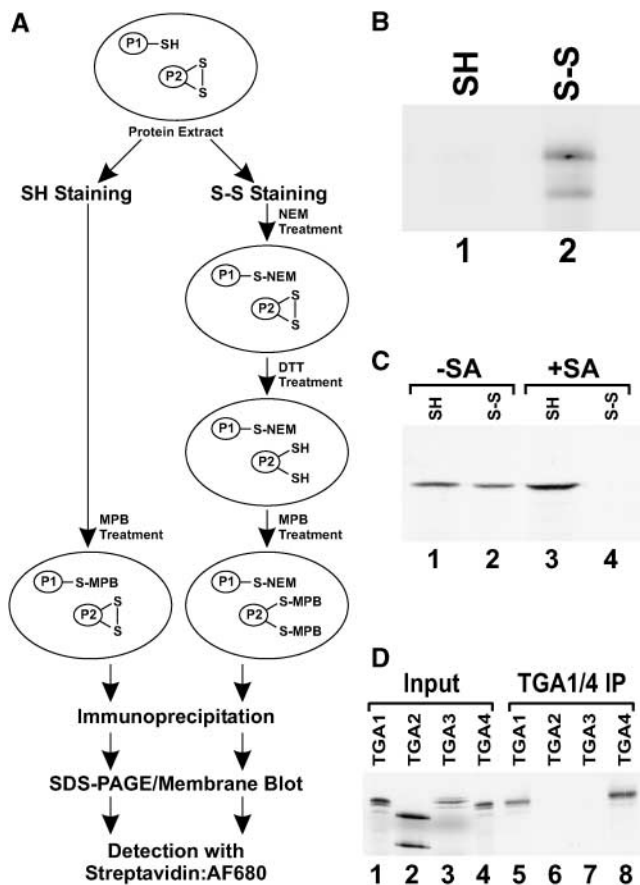 A
P1 SH
P2 S S
Protein Extract
SH Staining
S-S Staining
NEM
Treatment
P1 S-NEM
P2 S S
DTT
Treatment
P1 S-NEM
P2 SH SH
MPB
Treatment
MPB
Treatment
P1 S-MPB
P2 S S
P1 S-NEM
P2 S-MPB S-MPB
Immunoprecipitation
SDS-PAGE/Membrane Blot
Detection with
Streptavidin:AF680
B
SH S-S
1 2
C
-SA +SA
SH S-S SH S-S
1 2 3 4
D
Input TGA1/4 IP
TGA1 TGA2 TGA3 TGA4 TGA1 TGA2 TGA3 TGA4
1 2 3 4 5 6 7 8